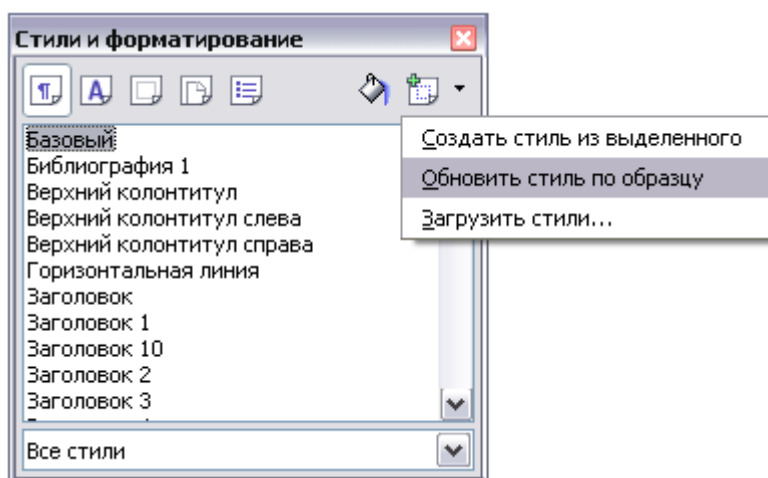 Стили и форматирование
Создать стиль из выделенного
Обновить стиль по образцу
Загрузить стили...
Базовый
Библиография 1
Верхний колонтитул
Верхний колонтитул слева
Верхний колонтитул справа
Горизонтальная линия
Заголовок
Заголовок 1
Заголовок 10
Заголовок 2
Заголовок 3
Все стили